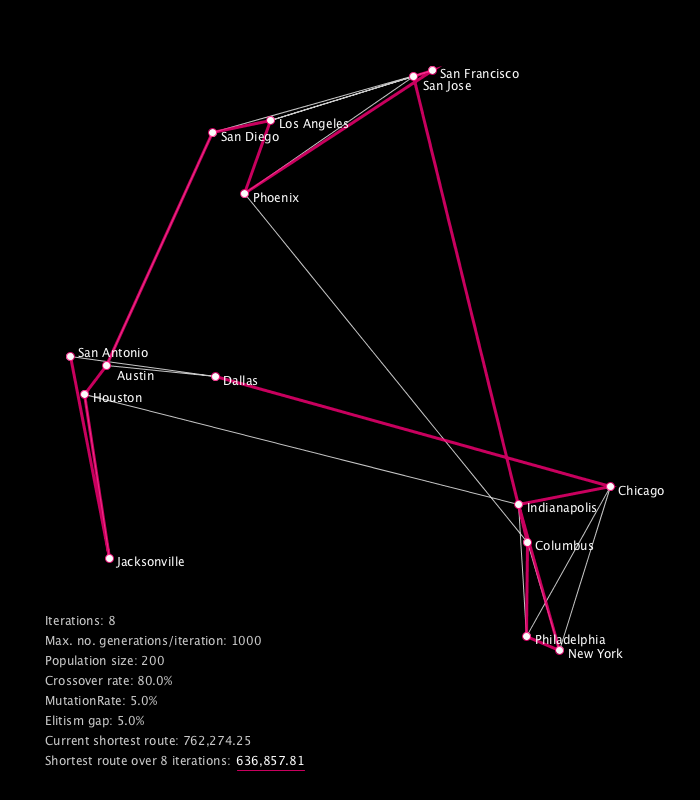 San Francisco
San Jose
Los Angeles
San Diego
Phoenix
San Antonio
Austin
Dallas
Houston
Chicago
Indianapolis
Columbus
Jacksonville
Philadelphia
New York
Iterations: 8
Max. no. generations/iteration: 1000
Population size: 200
Crossover rate: 80.0%
MutationRate: 5.0%
Elitism gap: 5.0%
Current shortest route: 762,274.25
Shortest route over 8 iterations: 636,857.81